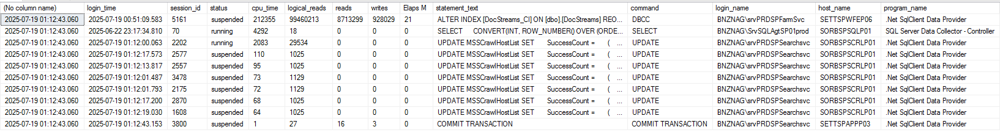 (No column name) login_time session_id status cpu_time logical_reads reads writes Elaps M statement_text command login_name host_name program_name
2025-07-19 01:12:43.060 2025-07-19 00:51:09.583 5161 suspended 212355 99460213 8713299 928029 21 ALTER INDEX [DocStreams_CI] ON [dbo].[DocStreams] REO... DBCC BNZNAG\srvPRDSPFarmSvc SETTSPWFEP06 .Net SqlClient Data Provider
2025-07-19 01:12:43.060 2025-06-22 23:17:34.810 70 running 4292 18 0 0 0 SELECT CONVERT(INT, ROW_NUMBER() OVER (ORDE... SELECT BNZNAG\SrvSQLAgtSP01prod SORBSPSQLP01 SQL Server Data Collector - Controller
2025-07-19 01:12:43.060 2025-07-19 01:12:00.063 2202 running 2083 29534 0 0 0 UPDATE MSSCrawlHostList SET SuccessCount = ( ... UPDATE BNZNAG\srvPRDSPSearchsvc SORBSPSCRLP01 .Net SqlClient Data Provider
2025-07-19 01:12:43.060 2025-07-19 01:12:17.573 2577 suspended 110 1025 0 0 0 UPDATE MSSCrawlHostList SET SuccessCount = ( ... UPDATE BNZNAG\srvPRDSPSearchsvc SORBSPSCRLP01 .Net SqlClient Data Provider
2025-07-19 01:12:43.060 2025-07-19 01:12:13.817 2557 suspended 95 1025 0 0 0 UPDATE MSSCrawlHostList SET SuccessCount = ( ... UPDATE BNZNAG\srvPRDSPSearchsvc SORBSPSCRLP01 .Net SqlClient Data Provider
2025-07-19 01:12:43.060 2025-07-19 01:12:01.487 3478 suspended 73 1129 0 0 0 UPDATE MSSCrawlHostList SET SuccessCount = ( ... UPDATE BNZNAG\srvPRDSPSearchsvc SORBSPSCRLP01 .Net SqlClient Data Provider
2025-07-19 01:12:43.060 2025-07-19 01:12:01.793 2175 suspended 72 1129 0 0 0 UPDATE MSSCrawlHostList SET SuccessCount = ( ... UPDATE BNZNAG\srvPRDSPSearchsvc SORBSPSCRLP01 .Net SqlClient Data Provider
2025-07-19 01:12:43.060 2025-07-19 01:12:17.200 2870 suspended 68 1025 0 0 0 UPDATE MSSCrawlHostList SET SuccessCount = ( ... UPDATE BNZNAG\srvPRDSPSearchsvc SORBSPSCRLP01 .Net SqlClient Data Provider
2025-07-19 01:12:43.060 2025-07-19 01:12:19.030 1608 suspended 64 1025 0 0 0 UPDATE MSSCrawlHostList SET SuccessCount = ( ... UPDATE BNZNAG\srvPRDSPSearchsvc SORBSPSCRLP01 .Net SqlClient Data Provider
2025-07-19 01:12:43.060 2025-07-19 01:12:43.153 3800 suspended 1 27 16 3 0 COMMIT TRANSACTION COMMIT TRANSACTION BNZNAG\srvPRDSPSearchsvc SETTSPAPPP03 .Net SqlClient Data Provider